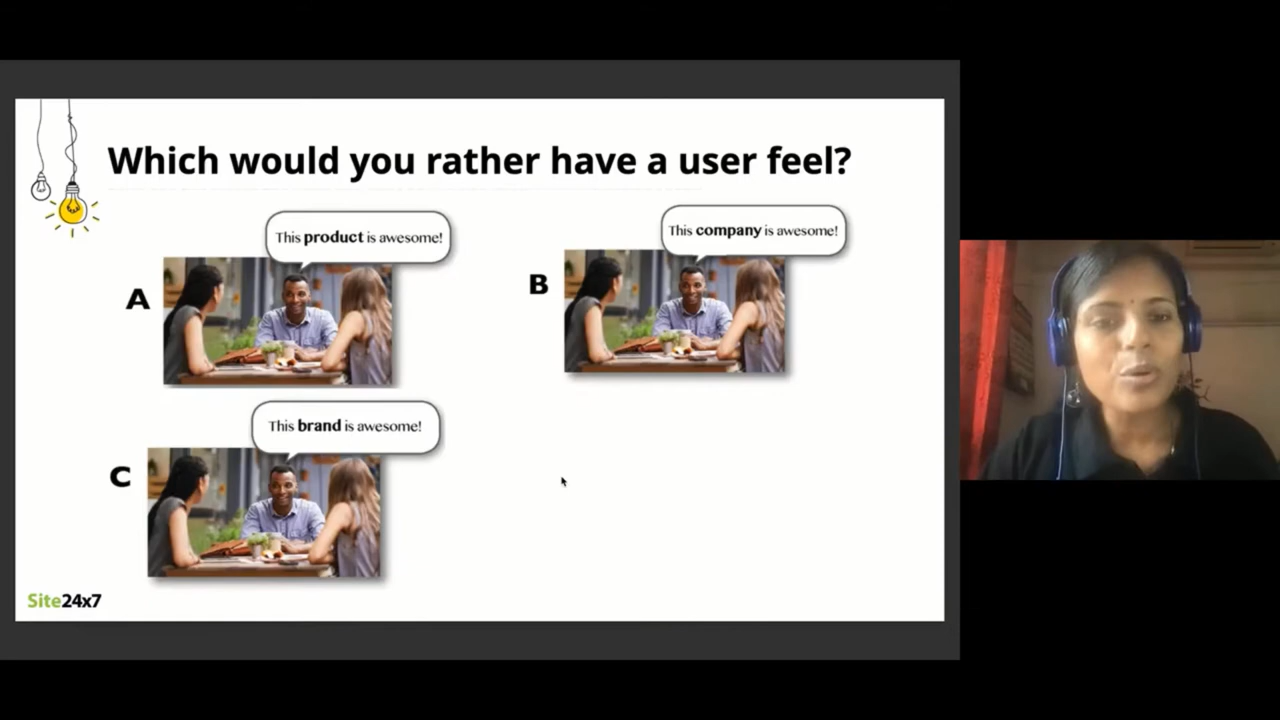 Which would you rather have a user feel?
This product is awesome!
A
This company is awesome!
B
This brand is awesome!
C
Site24x7